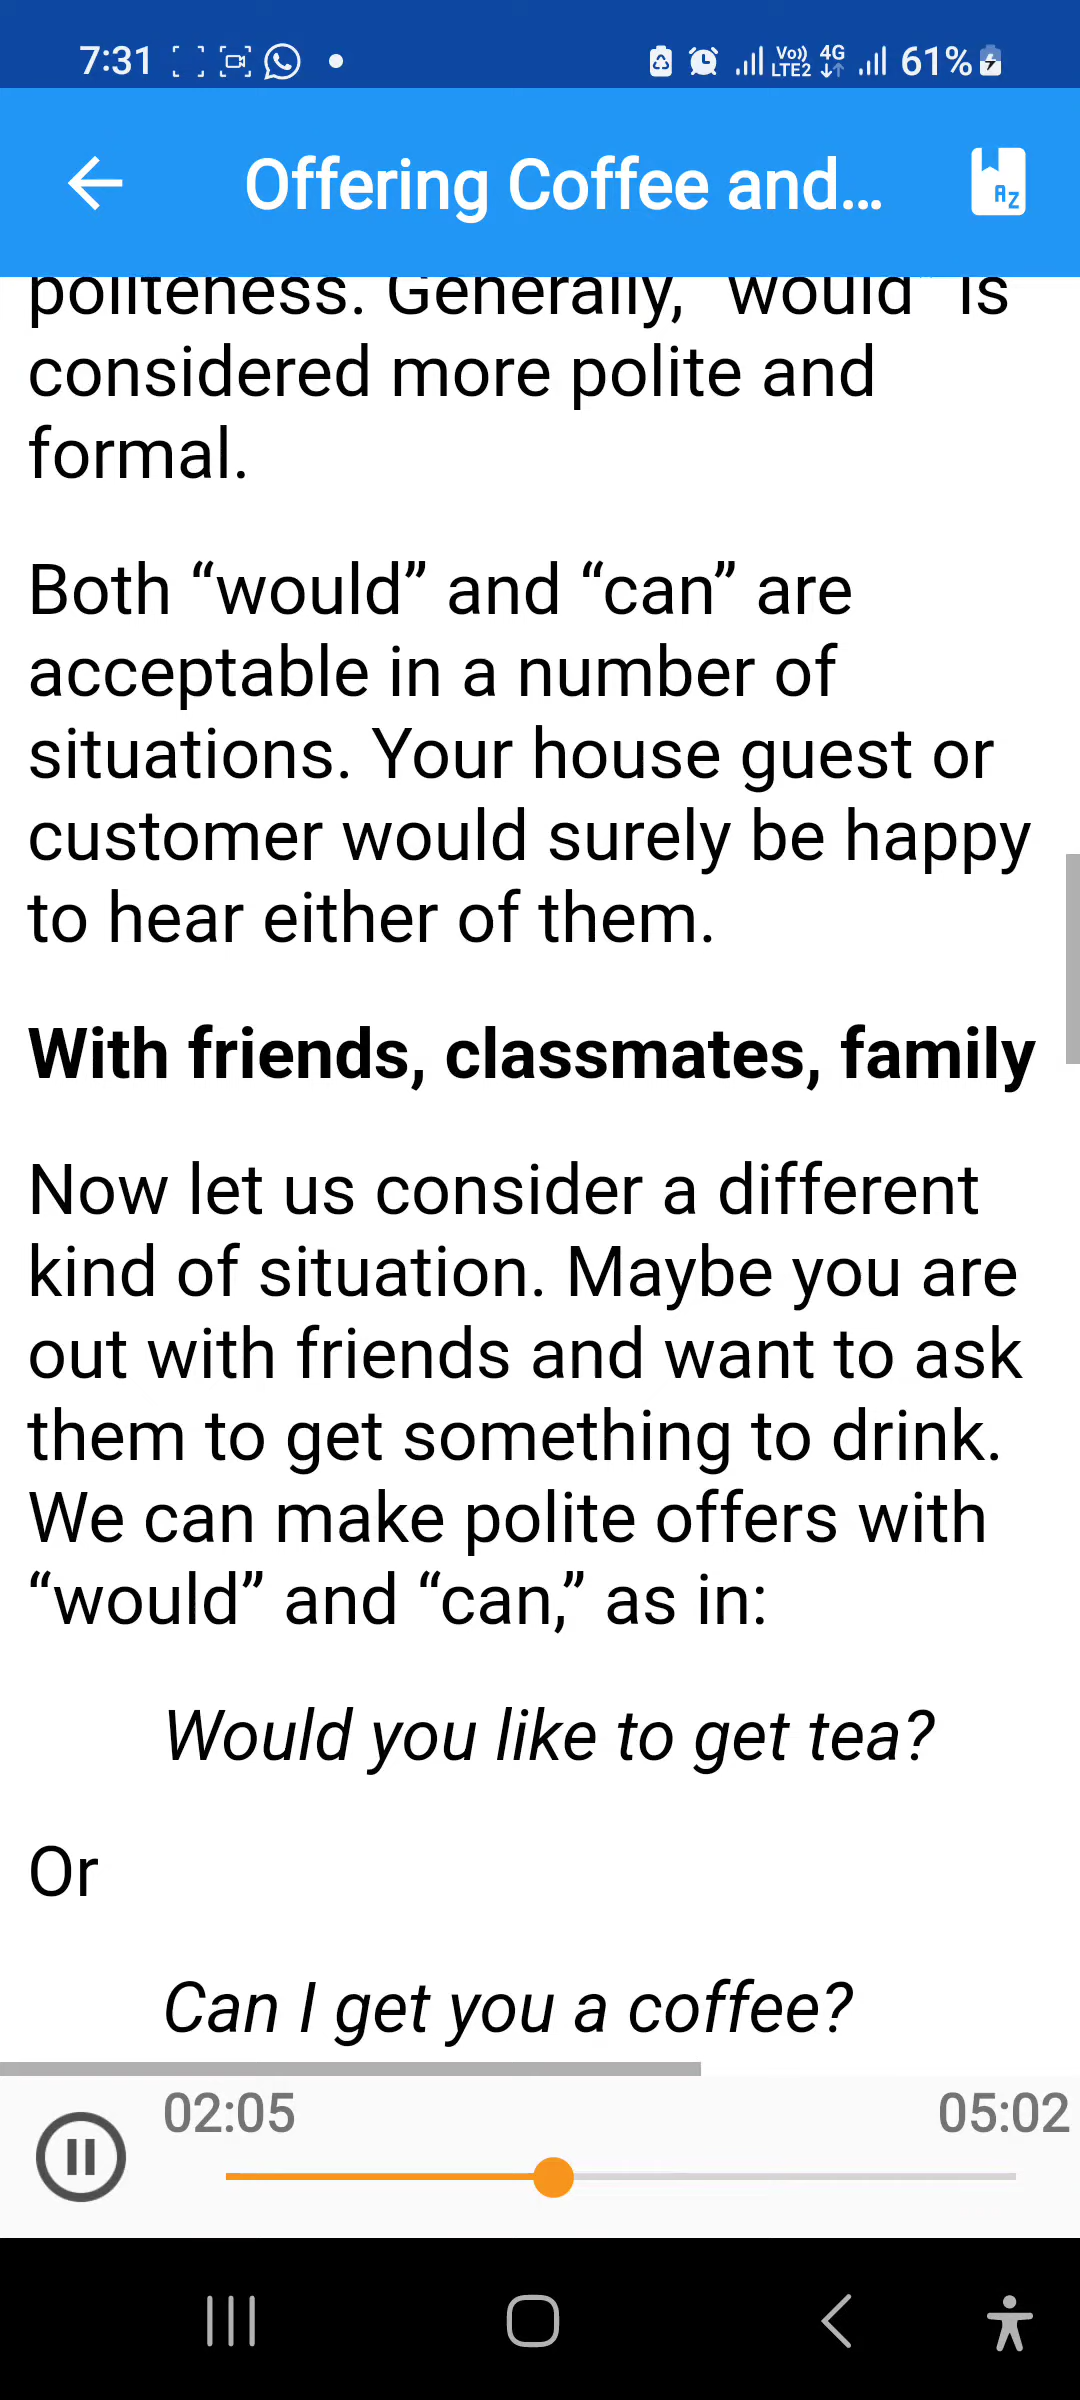 7:31
Vo)) 4G
LTE2
61%
Offering Coffee and...
AZ
politeness. Generally, "would" is
considered more polite and
formal.
Both “would” and “can” are
acceptable in a number of
situations. Your house guest or
customer would surely be happy
to hear either of them.
With friends, classmates, family
Now let us consider a different
kind of situation. Maybe you are
out with friends and want to ask
them to get something to drink.
We can make polite offers with
“would” and “can,” as in:
Would you like to get tea?
Or
Can I get you a coffee?
02:05
05:02